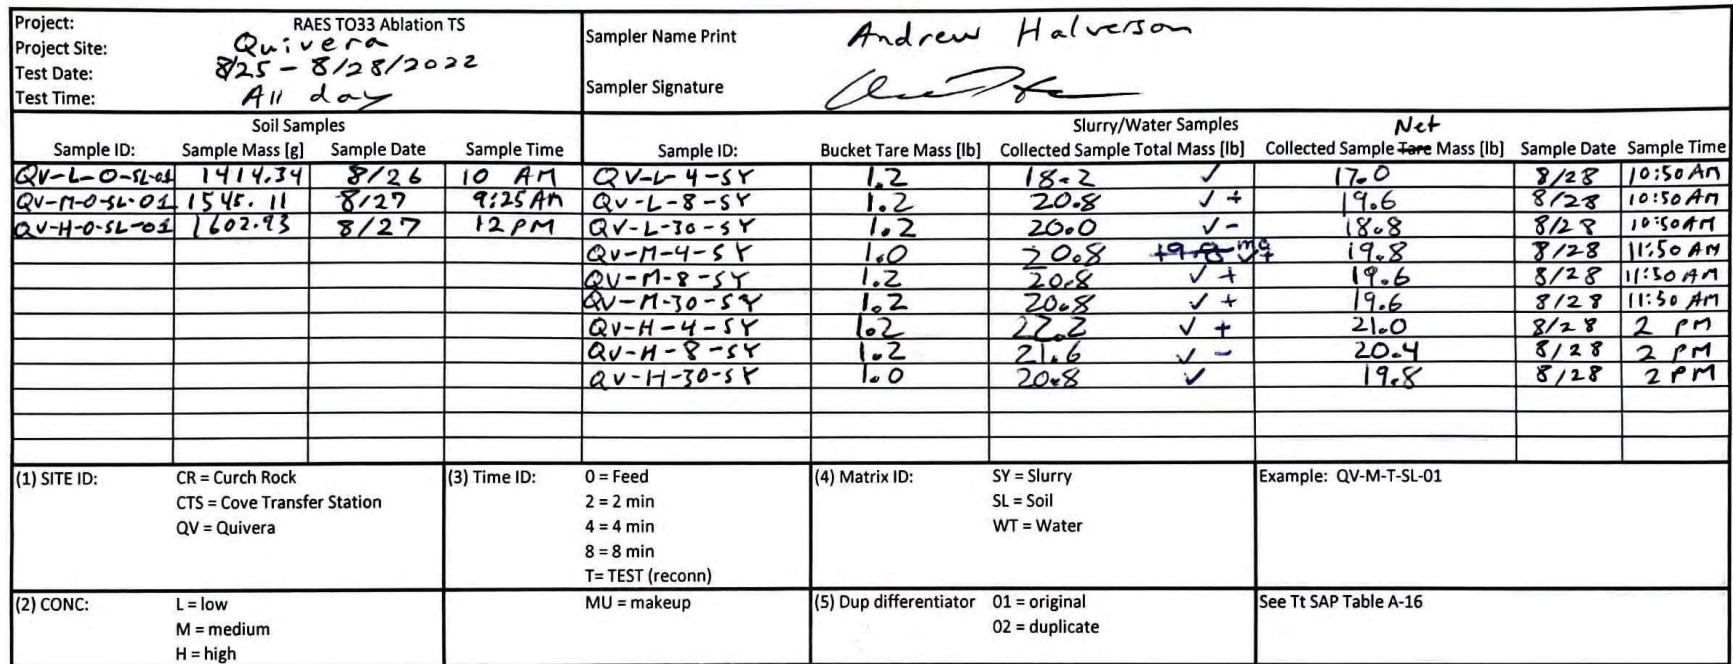 Project: RAES TO33 Ablation TS
Project Site: Quivera
Test Date: 8/25 - 8/28/2022
Test Time: All day
Sampler Name Print Andrew Halverson
Sampler Signature
Soil Samples
Sample ID: Sample Mass [g] Sample Date Sample Time
QV-L-O-SL-01 1414.34 8/26 10 AM
QV-M-O-SL-01 1545.11 8/27 9:25 AM
QV-H-O-SL-01 1602.93 8/27 12 PM
Slurry/Water Samples
Net
Sample ID: Bucket Tare Mass [lb] Collected Sample Total Mass [lb] Collected Sample Tare Mass [lb] Sample Date Sample Time
QV-L-4-SY 1.2 18.2 ✓ 17.0 8/28 10:50 AM
QV-L-8-SY 1.2 20.8 ✓ + 19.6 8/28 10:50 AM
QV-L-30-SY 1.2 20.0 ✓ - 18.8 8/28 10:50 AM
QV-M-4-SY 1.0 20.8 19.8 8/28 11:50 AM
QV-M-8-SY 1.2 20.8 ✓ + 19.6 8/28 11:50 AM
QV-M-30-SY 1.2 20.8 ✓ + 19.6 8/28 11:50 AM
QV-H-4-SY 1.2 22.2 ✓ + 21.0 8/28 2 PM
QV-H-8-SY 1.2 21.6 ✓ - 20.4 8/28 2 PM
QV-H-30-SY 1.0 20.8 ✓ 19.8 8/28 2 PM
(1) SITE ID: CR = Curch Rock
CTS = Cove Transfer Station
QV = Quivera
(3) Time ID: 0 = Feed
2 = 2 min
4 = 4 min
8 = 8 min
T= TEST (reconn)
MU = makeup
(4) Matrix ID: SY = Slurry
SL = Soil
WT = Water
Example: QV-M-T-SL-01
(2) CONC: L = low
M = medium
H = high
(5) Dup differentiator 01 = original
02 = duplicate
See Tt SAP Table A-16